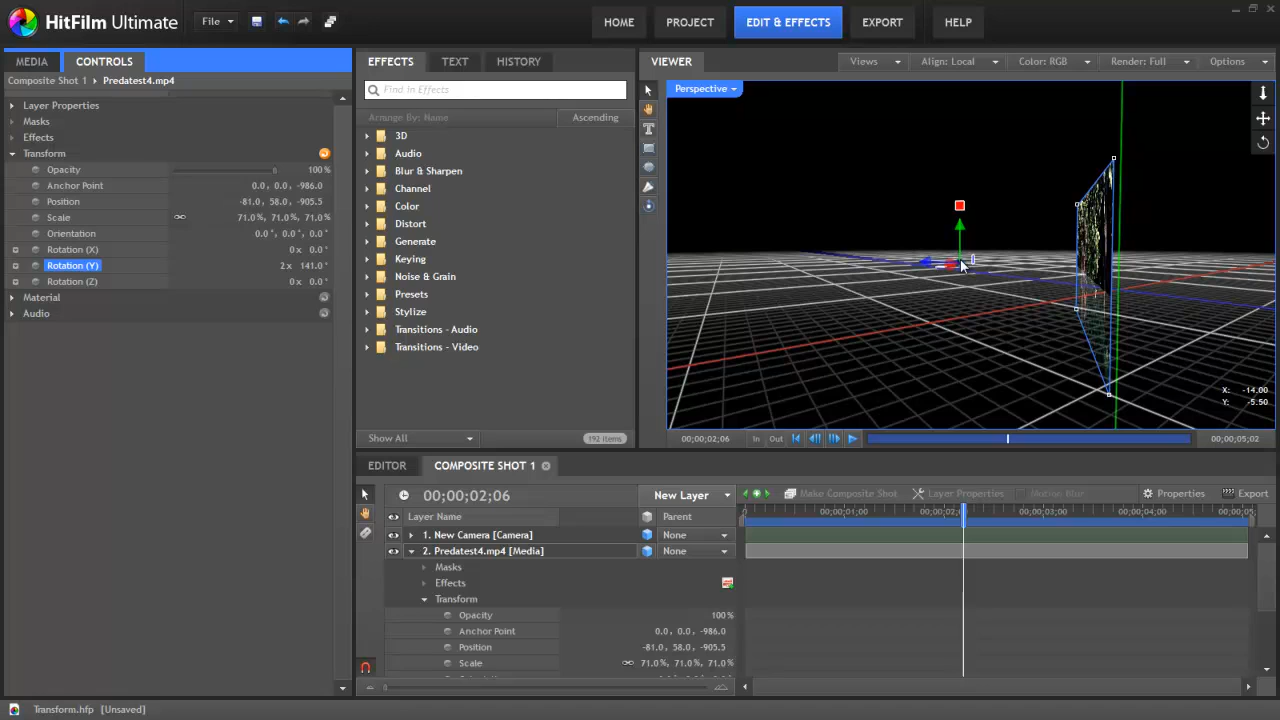 HitFilm Ultimate
File
HOME
PROJECT
EDIT & EFFECTS
EXPORT
HELP
MEDIA
CONTROLS
Composite Shot 1
Predatest4.mp4
Layer Properties
Masks
Effects
Transform
Opacity
100 %
Anchor Point
0.0, 0.0, -986.0
Position
-81.0, 58.0, -905.5
Scale
71.0 %, 71.0 %, 71.0 %
Orientation
0.0 °, 0.0 °, 0.0 °
Rotation (X)
0 x 0.0 °
Rotation (Y)
2 x 141.0 °
Rotation (Z)
0 x 0.0 °
Material
Audio
EFFECTS
TEXT
HISTORY
Find in Effects
Arrange By: Name
Ascending
3D
Audio
Blur & Sharpen
Channel
Color
Distort
Generate
Keying
Noise & Grain
Presets
Stylize
Transitions - Audio
Transitions - Video
Show All
192 Items
VIEWER
Views
Align: Local
Color: RGB
Render: Full
Options
Perspective
X: -14.00
Y: -5.50
00;00;02;06
In
Out
00;00;05;02
EDITOR
COMPOSITE SHOT 1
00;00;02;06
New Layer
Make Composite Shot
Layer Properties
Motion Blur
Properties
Export
Layer Name
Parent
0
00;00;01;00
00;00;02;0
00;00;03;00
00;00;04;00
00;00;05;
1. New Camera [Camera]
None
2. Predatest4.mp4 [Media]
None
Masks
Effects
Transform
Opacity
100 %
Anchor Point
0.0, 0.0, -986.0
Position
-81.0, 58.0, -905.5
Scale
71.0 %, 71.0 %, 71.0 %
Transform.hfp [Unsaved]